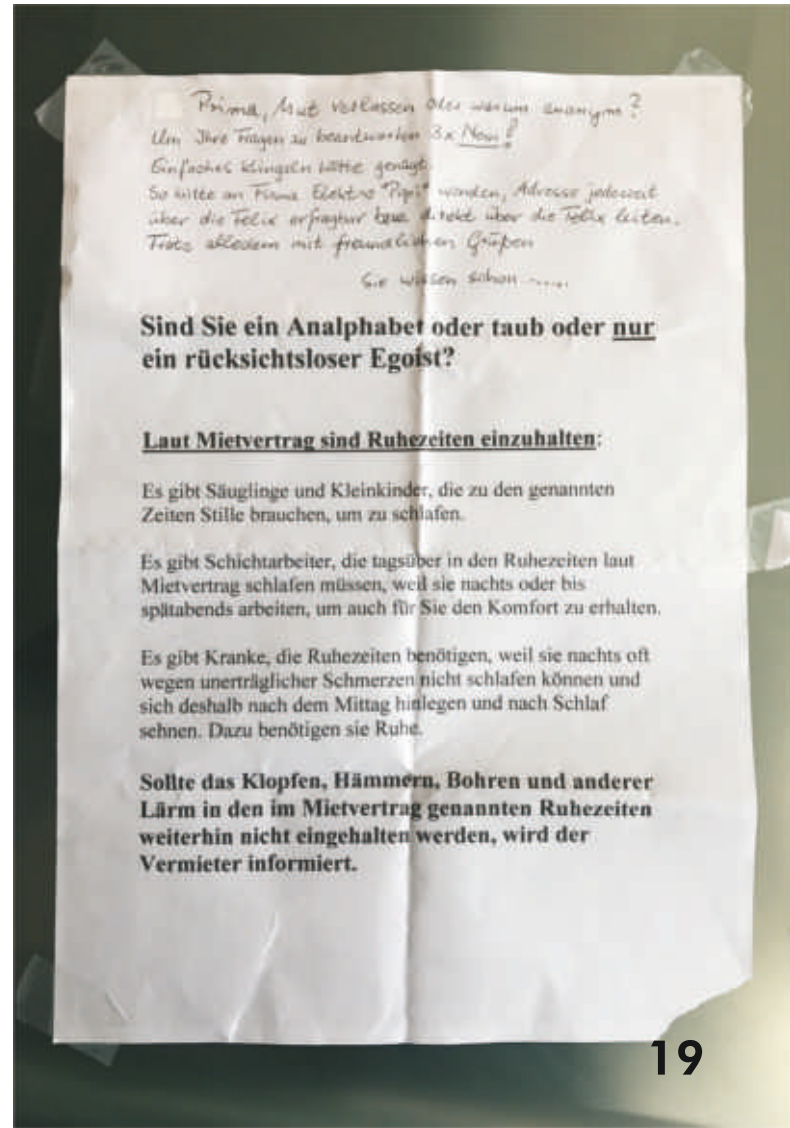 Prima, Mut verlassen oder warum anonym?
Um Ihre Fragen zu beantworten 3x Nein!
Einfaches klingeln hätte genügt.
So bitte an Firma Elektro "Pipri" wenden, Adresse jederzeit
über die Felix erfragbar bzw. direkt über die Felix leiten.
Trotz alledem mit freundlichen Grüßen
Sie wissen schon .....
Sind Sie ein Analphabet oder taub oder nur
ein rücksichtsloser Egoist?
Laut Mietvertrag sind Ruhezeiten einzuhalten:
Es gibt Säuglinge und Kleinkinder, die zu den genannten
Zeiten Stille brauchen, um zu schlafen.
Es gibt Schichtarbeiter, die tagsüber in den Ruhezeiten laut
Mietvertrag schlafen müssen, weil sie nachts oder bis
spätabends arbeiten, um auch für Sie den Komfort zu erhalten.
Es gibt Kranke, die Ruhezeiten benötigen, weil sie nachts oft
wegen unerträglicher Schmerzen nicht schlafen können und
sich deshalb nach dem Mittag hinlegen und nach Schlaf
sehnen. Dazu benötigen sie Ruhe.
Sollte das Klopfen, Hämmern, Bohren und anderer
Lärm in den im Mietvertrag genannten Ruhezeiten
weiterhin nicht eingehalten werden, wird der
Vermieter informiert.
19